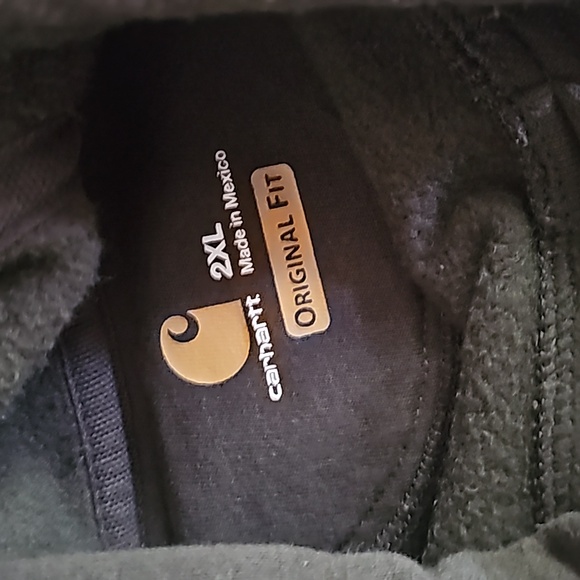 carhartt
2XL
Made in Mexico
ORIGINAL FIT